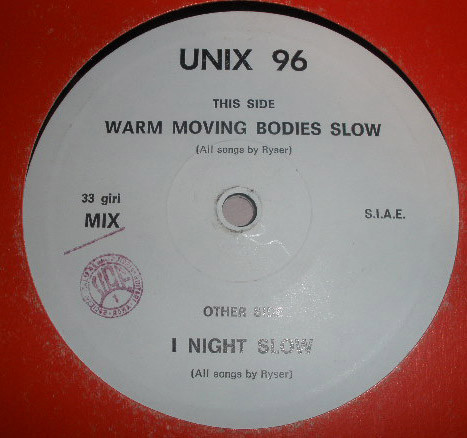 UNIX 96
THIS SIDE
WARM MOVING BODIES SLOW
(All songs by Ryser)
33 giri
MIX
S.I.A.E.
OTHER SIDE
I NIGHT SLOW
(All songs by Ryser)